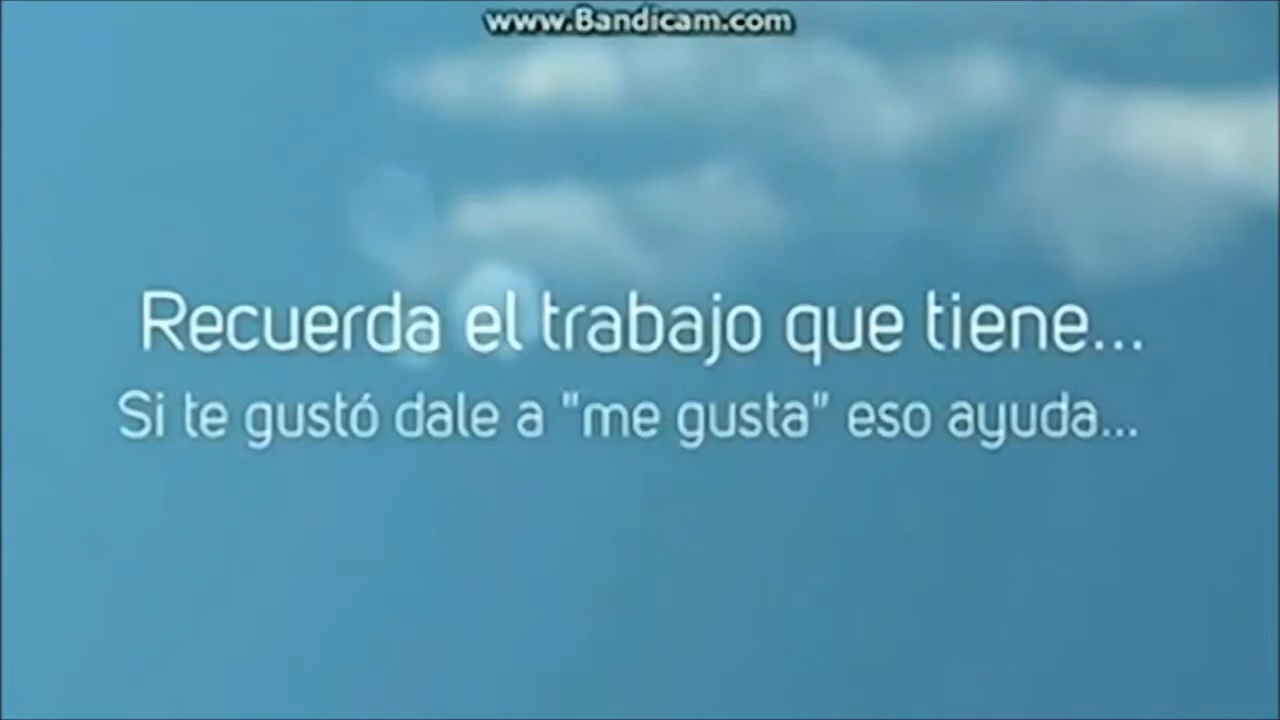 www.Bandicam.com
Recuerda el trabajo que tiene...
Si te gustó dale a "me gusta" eso ayuda...